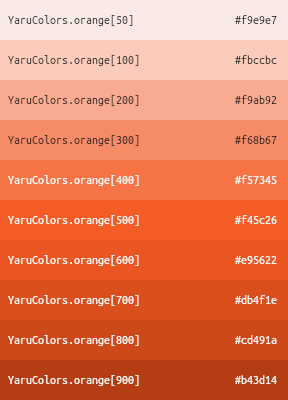 YaruColors.orange[50] #f9e9e7
YaruColors.orange[100] #fbccbc
YaruColors.orange[200] #f9ab92
YaruColors.orange[300] #f68b67
YaruColors.orange[400] #f57345
YaruColors.orange[500] #f45c26
YaruColors.orange[600] #e95622
YaruColors.orange[700] #db4f1e
YaruColors.orange[800] #cd491a
YaruColors.orange[900] #b43d14